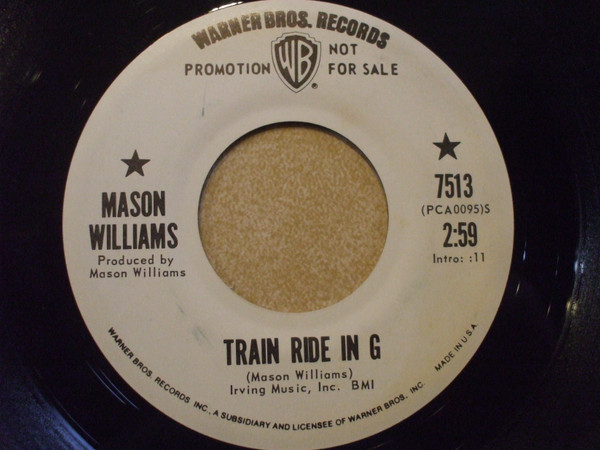 WARNER BROS. RECORDS
PROMOTION WB NOT
FOR SALE
®
MASON
WILLIAMS
Produced by
Mason Williams
7513
(PCA0095)S
2:59
Intro: :11
TRAIN RIDE IN G
(Mason Williams)
Irving Music, Inc. BMI
WARNER BROS. RECORDS INC., A SUBSIDIARY AND LICENSEE OF WARNER BROS. INC. MADE IN U.S.A.